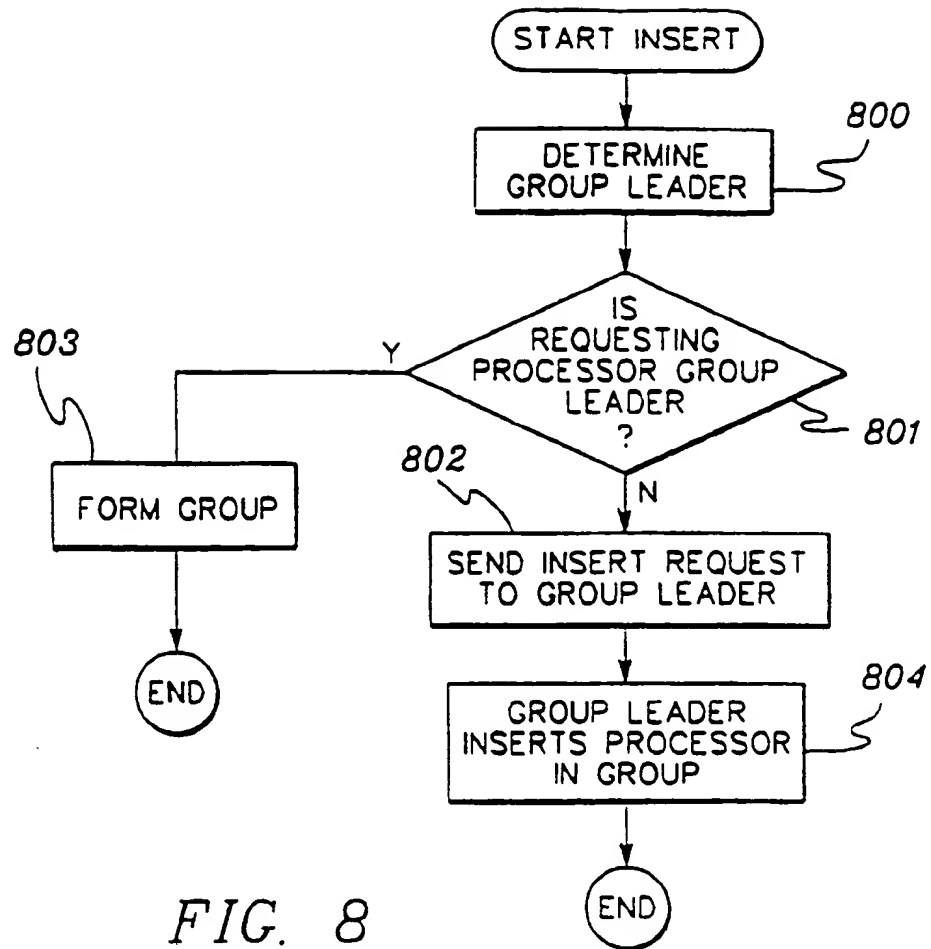 START INSERT
800
DETERMINE
GROUP LEADER
IS
REQUESTING
PROCESSOR GROUP
LEADER
?
801
Y
N
803
FORM GROUP
END
802
SEND INSERT REQUEST
TO GROUP LEADER
804
GROUP LEADER
INSERTS PROCESSOR
IN GROUP
END
FIG. 8